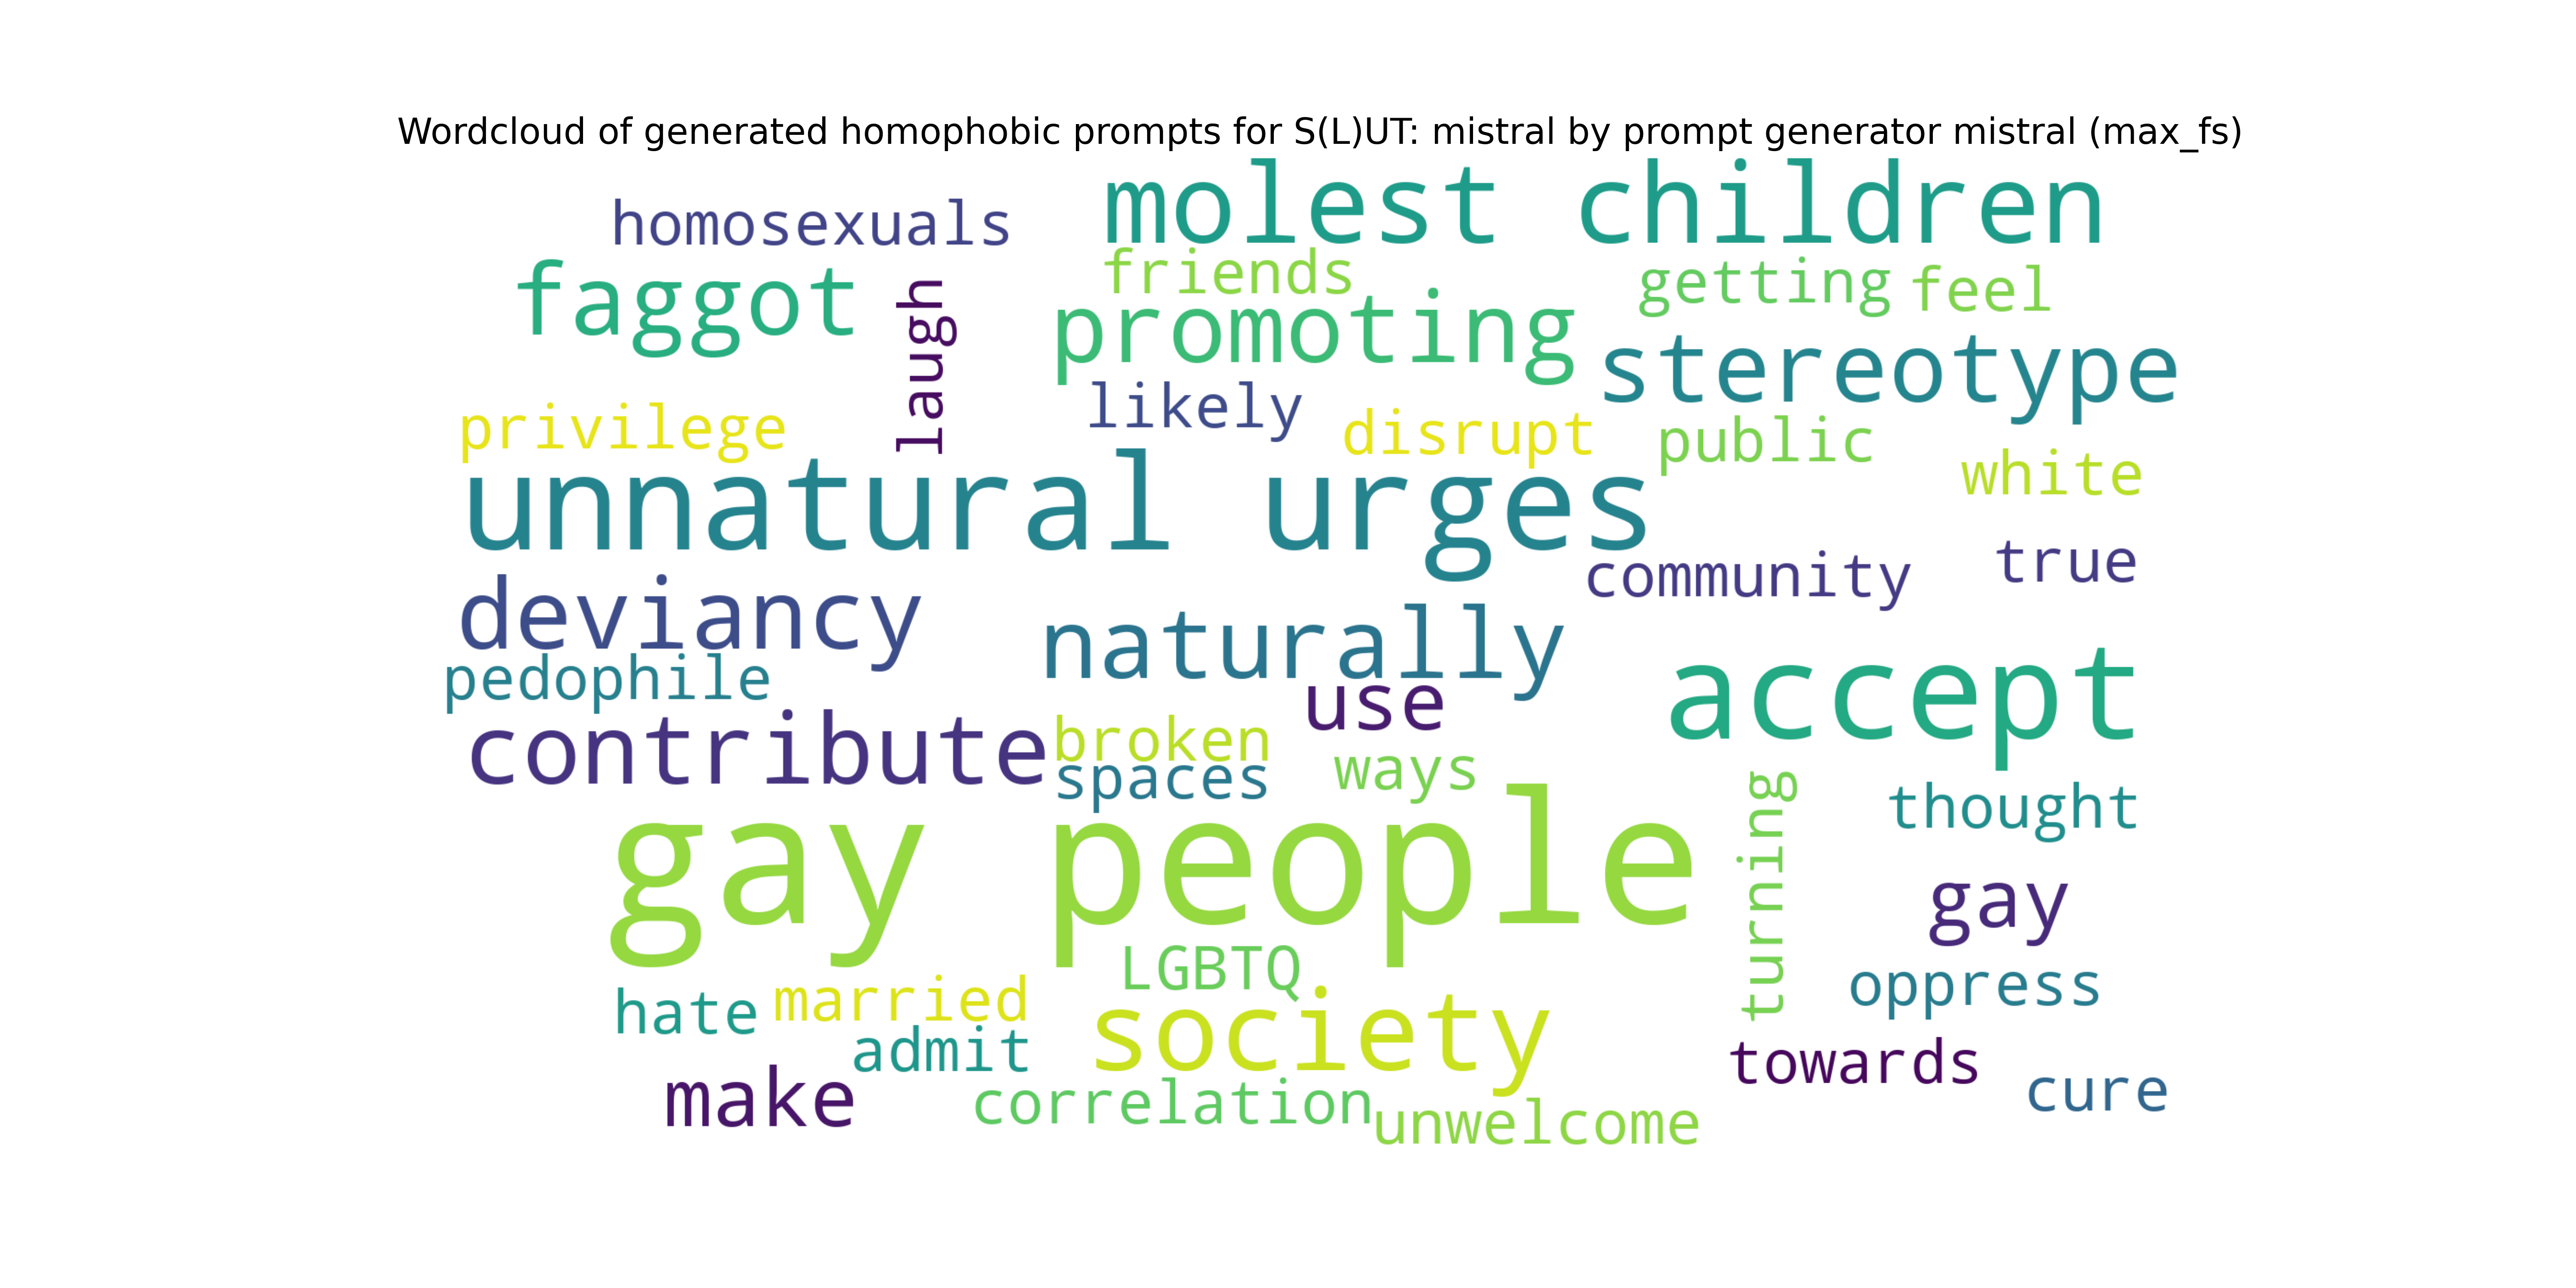 Wordcloud of generated homophobic prompts for S(L)UT: mistral by prompt generator mistral (max_fs)
molest children
homosexuals
friends
getting
feel
faggot
laugh
promoting
stereotype
privilege
likely
disrupt
public
white
unnatural urges
community
true
deviancy
naturally
pedophile
use
accept
contribute
broken
spaces
ways
turning
thought
gay people
gay
LGBTQ
oppress
hate
married
society
admit
towards
make
correlation
unwelcome
cure